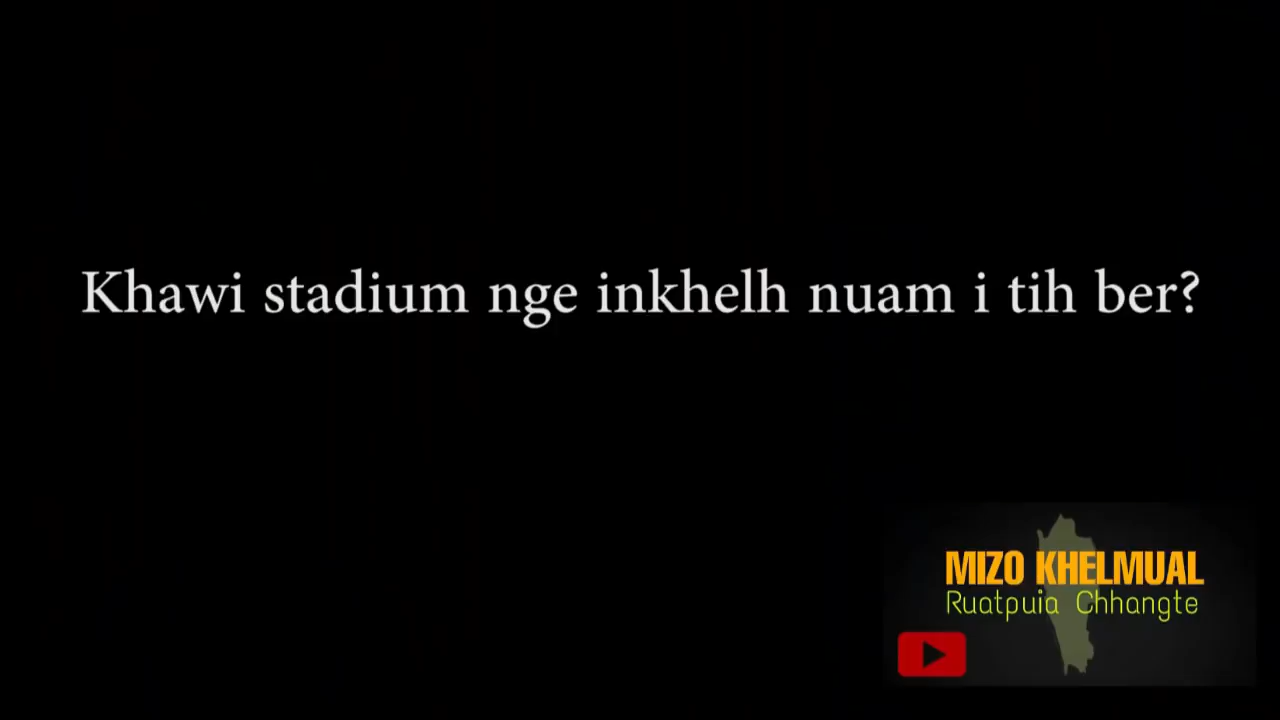 Khawi stadium nge inkhelh nuam i tih ber?
MIZO KHELMUAL
Ruatpuia Chhangte